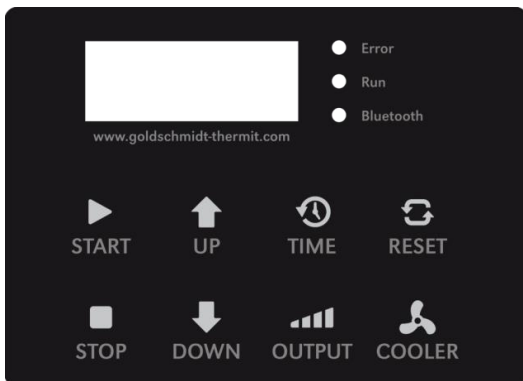 Error
Run
Bluetooth
www.goldschmidt-thermit.com
START UP TIME RESET
STOP DOWN OUTPUT COOLER